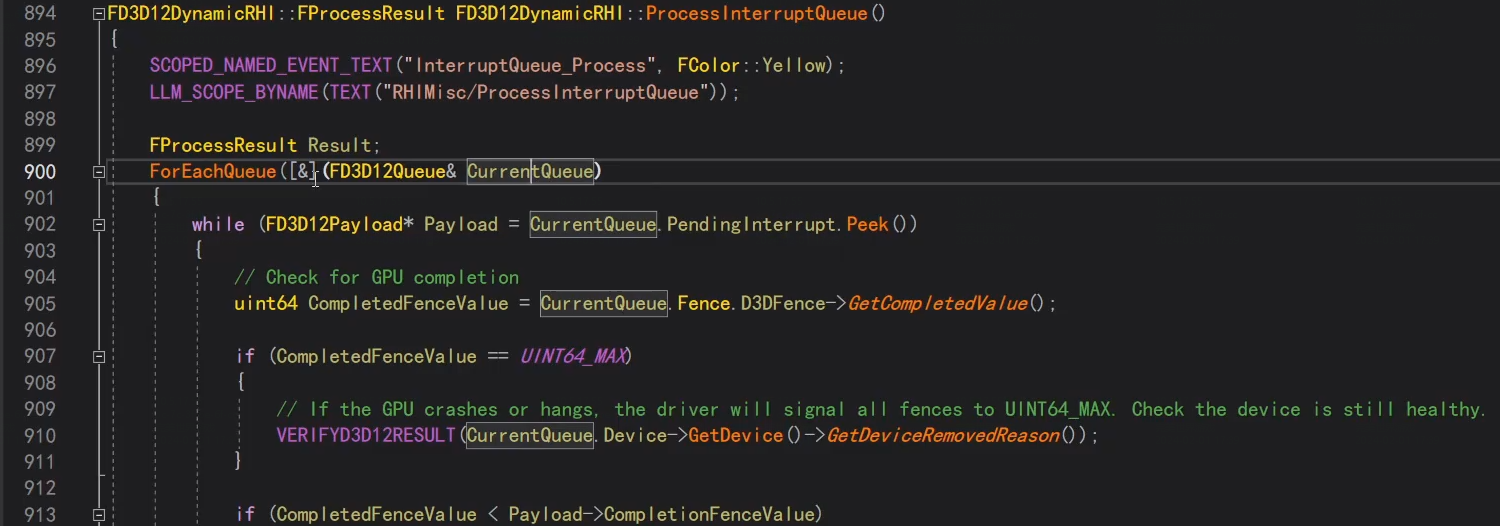 894 FD3D12DynamicRHI::FProcessResult FD3D12DynamicRHI::ProcessInterruptQueue()
895 {
896 SCOPED_NAMED_EVENT_TEXT("InterruptQueue_Process", FColor::Yellow);
897 LLM_SCOPE_BYNAME(TEXT("RHIMisc/ProcessInterruptQueue"));
898
899 FProcessResult Result;
900 ForEachQueue([&](FD3D12Queue& CurrentQueue)
901 {
902 while (FD3D12Payload* Payload = CurrentQueue.PendingInterrupt.Peek())
903 {
904 // Check for GPU completion
905 uint64 CompletedFenceValue = CurrentQueue.Fence.D3DFence->GetCompletedValue();
906
907 if (CompletedFenceValue == UINT64_MAX)
908 {
909 // If the GPU crashes or hangs, the driver will signal all fences to UINT64_MAX. Check the device is still healthy.
910 VERIFYD3D12RESULT(CurrentQueue.Device->GetDevice()->GetDeviceRemovedReason());
911 }
912
913 if (CompletedFenceValue < Payload->CompletionFenceValue)